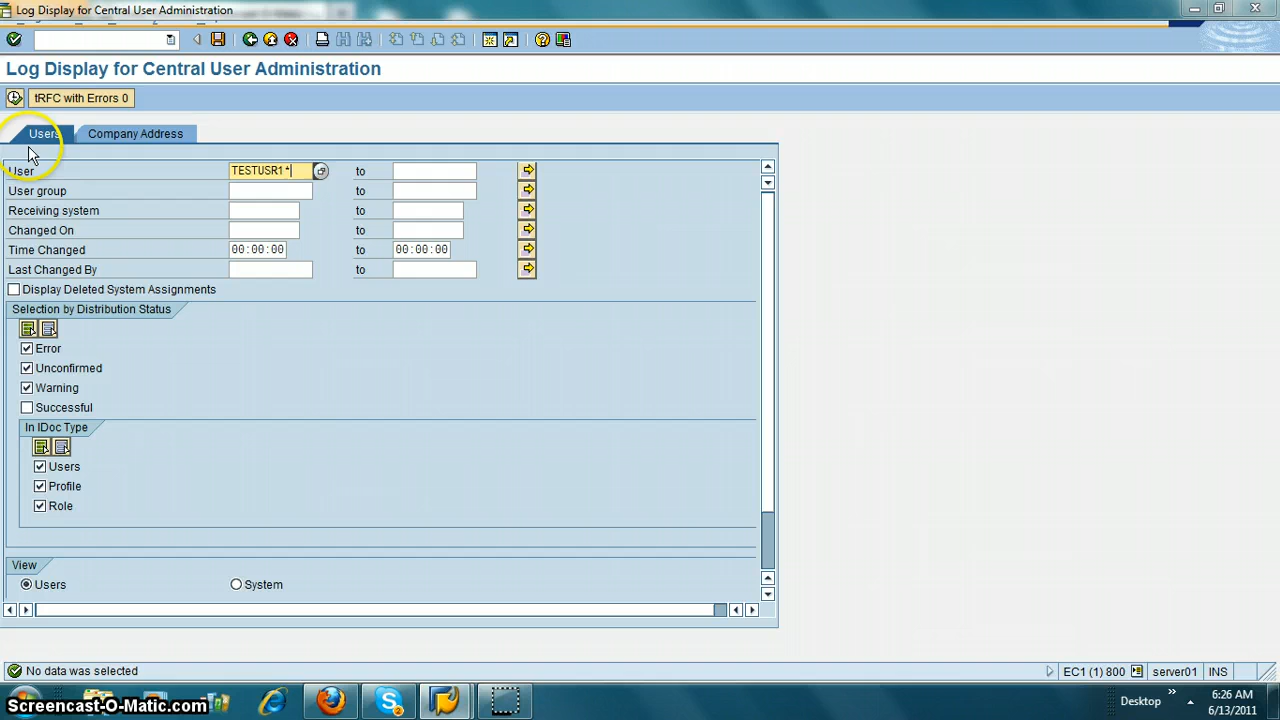 Log Display for Central User Administration
Log Display for Central User Administration
tRFC with Errors 0
Users
Company Address
User TESTUSR1* to
User group to
Receiving system to
Changed On to
Time Changed 00:00:00 to 00:00:00
Last Changed By to
Display Deleted System Assignments
Selection by Distribution Status
Error
Unconfirmed
Warning
Successful
In IDoc Type
Users
Profile
Role
View
Users System
No data was selected
EC1 (1) 800 server01 INS
Screencast-O-Matic.com
Desktop
6:26 AM
6/13/2011